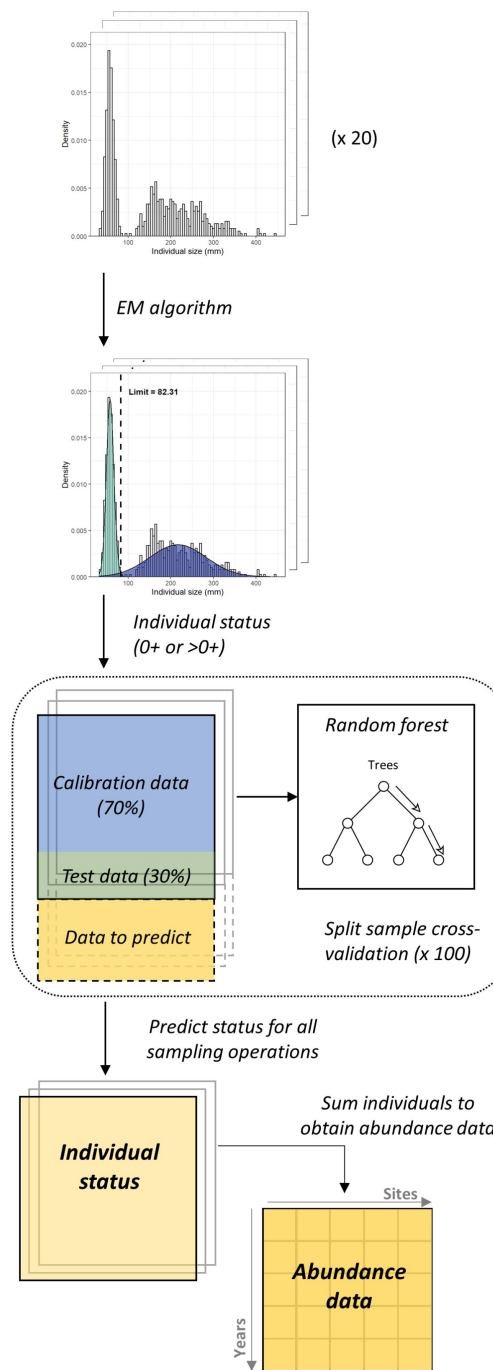 0.020
0.015
0.010
0.005
0.000
Density
100 200 300 400
Individual size (mm)
(x 20)
EM algorithm
Limit = 82.31
0.020
0.015
0.010
0.005
0.000
Density
100 200 300 400
Individual size (mm)
Individual status
(0+ or >0+)
Calibration data
(70%)
Test data (30%)
Data to predict
Random forest
Trees
Split sample cross-
validation (x 100)
Predict status for all
sampling operations
Sum individuals to
obtain abundance data
Individual
status
Sites
Years
Abundance
data